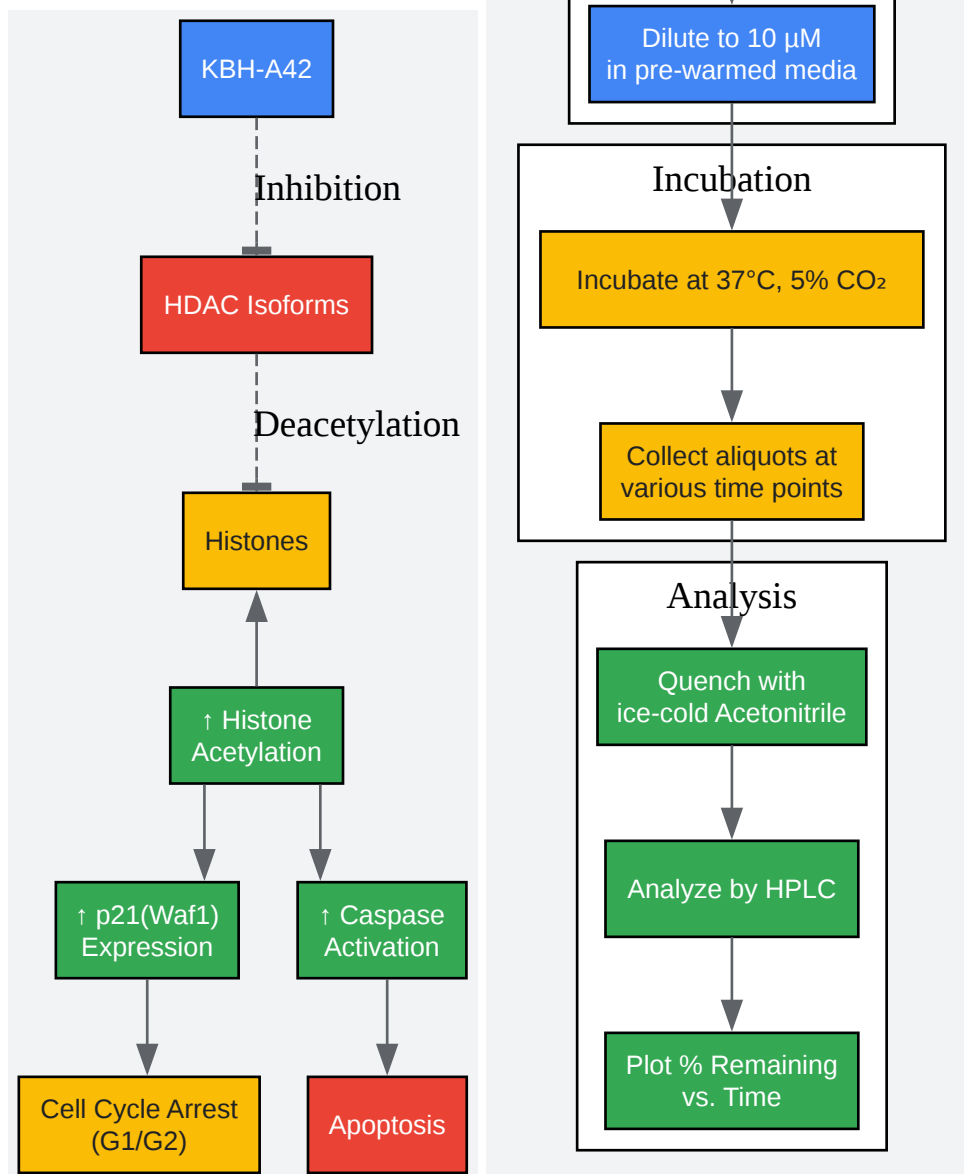 KBH-A42
Inhibition
HDAC Isoforms
Deacetylation
Histones
↑ Histone
Acetylation
↑ p21(Waf1)
Expression
↑ Caspase
Activation
Cell Cycle Arrest
(G1/G2)
Apoptosis
Dilute to 10 µM
in pre-warmed media
Incubation
Incubate at 37°C, 5% CO₂
Collect aliquots at
various time points
Analysis
Quench with
ice-cold Acetonitrile
Analyze by HPLC
Plot % Remaining
vs. Time